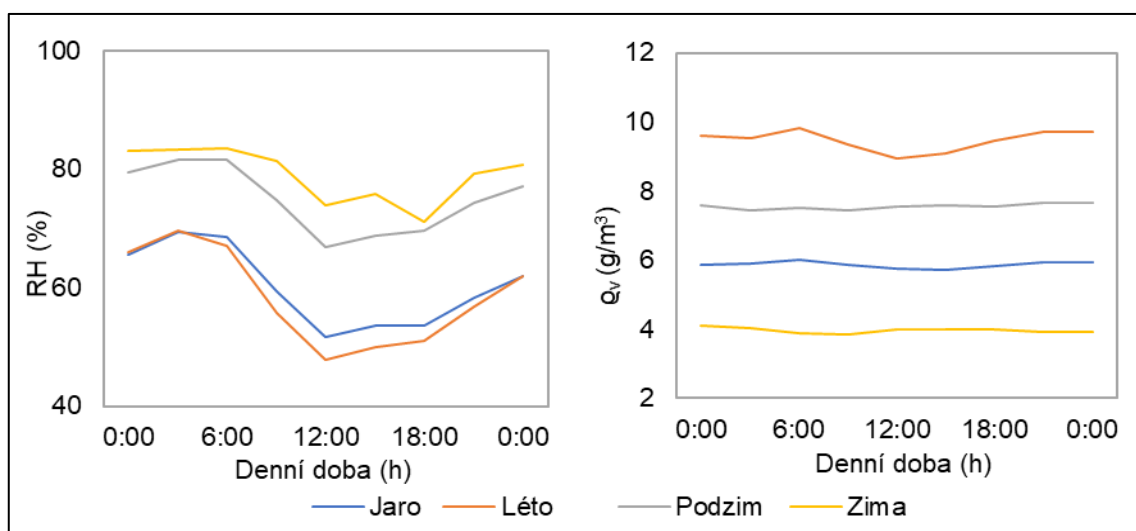 100
80
60
40
RH (%)
0:00 6:00 12:00 18:00 0:00
Denní doba (h)
12
10
8
6
4
2
ϱv (g/m³)
0:00 6:00 12:00 18:00 0:00
Denní doba (h)
Jaro Léto Podzim Zima